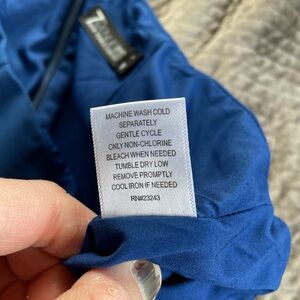 MACHINE WASH COLD
SEPARATELY
GENTLE CYCLE
ONLY NON-CHLORINE
BLEACH WHEN NEEDED
TUMBLE DRY LOW
REMOVE PROMPTLY
COOL IRON IF NEEDED
RN#23243